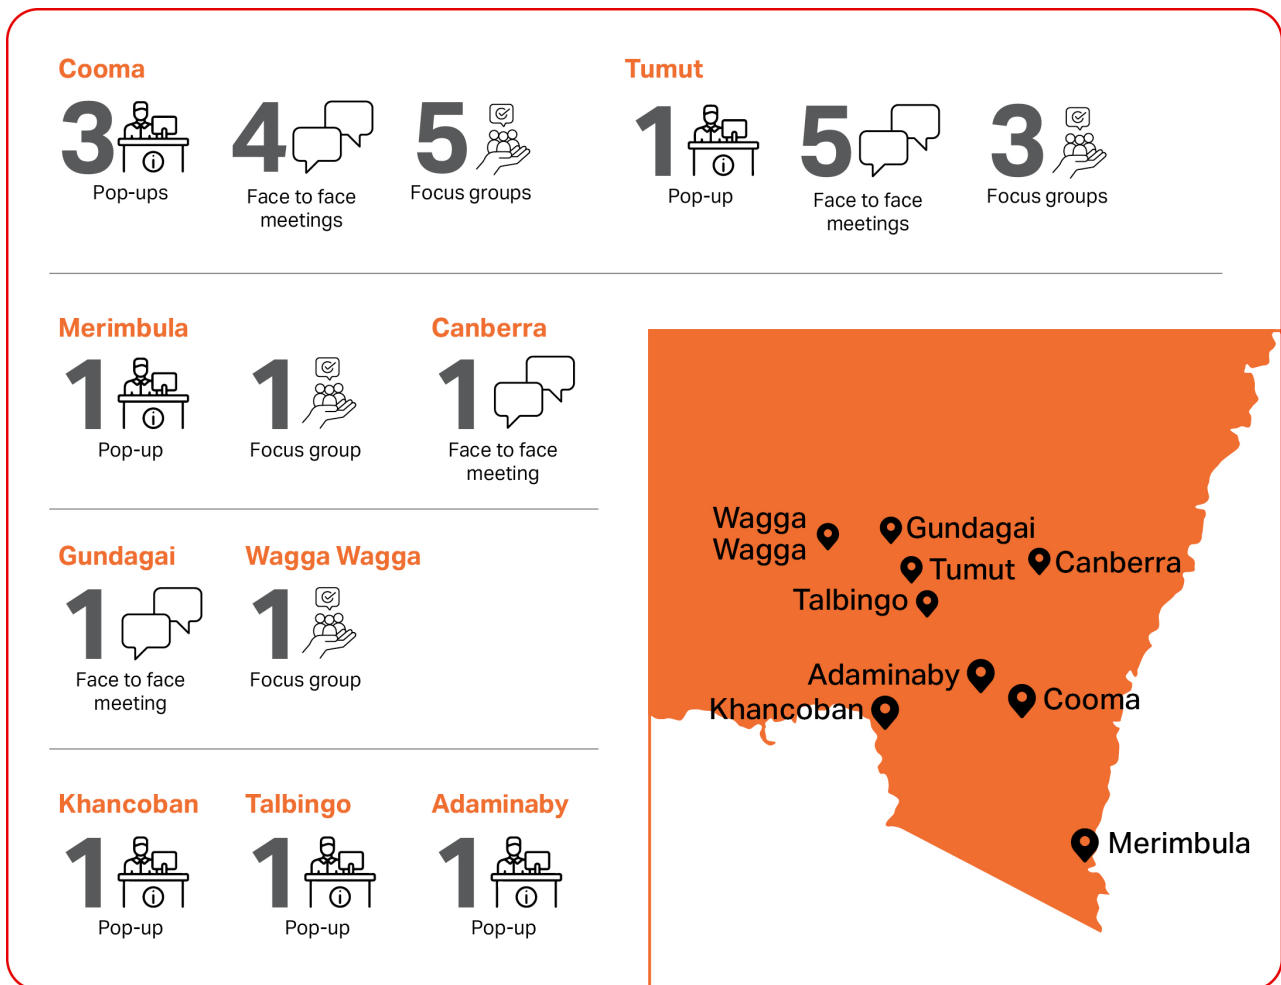 Cooma
3
Pop-ups
4
Face to face
meetings
5
Focus groups
Tumut
1
Pop-up
5
Face to face
meetings
3
Focus groups
Merimbula
1
Pop-up
1
Focus group
Canberra
1
Face to face
meeting
Gundagai
1
Face to face
meeting
Wagga Wagga
1
Focus group
Khancoban
1
Pop-up
Talbingo
1
Pop-up
Adaminaby
1
Pop-up
Wagga
Wagga
Gundagai
Tumut
Canberra
Talbingo
Adaminaby
Khancoban
Cooma
Merimbula